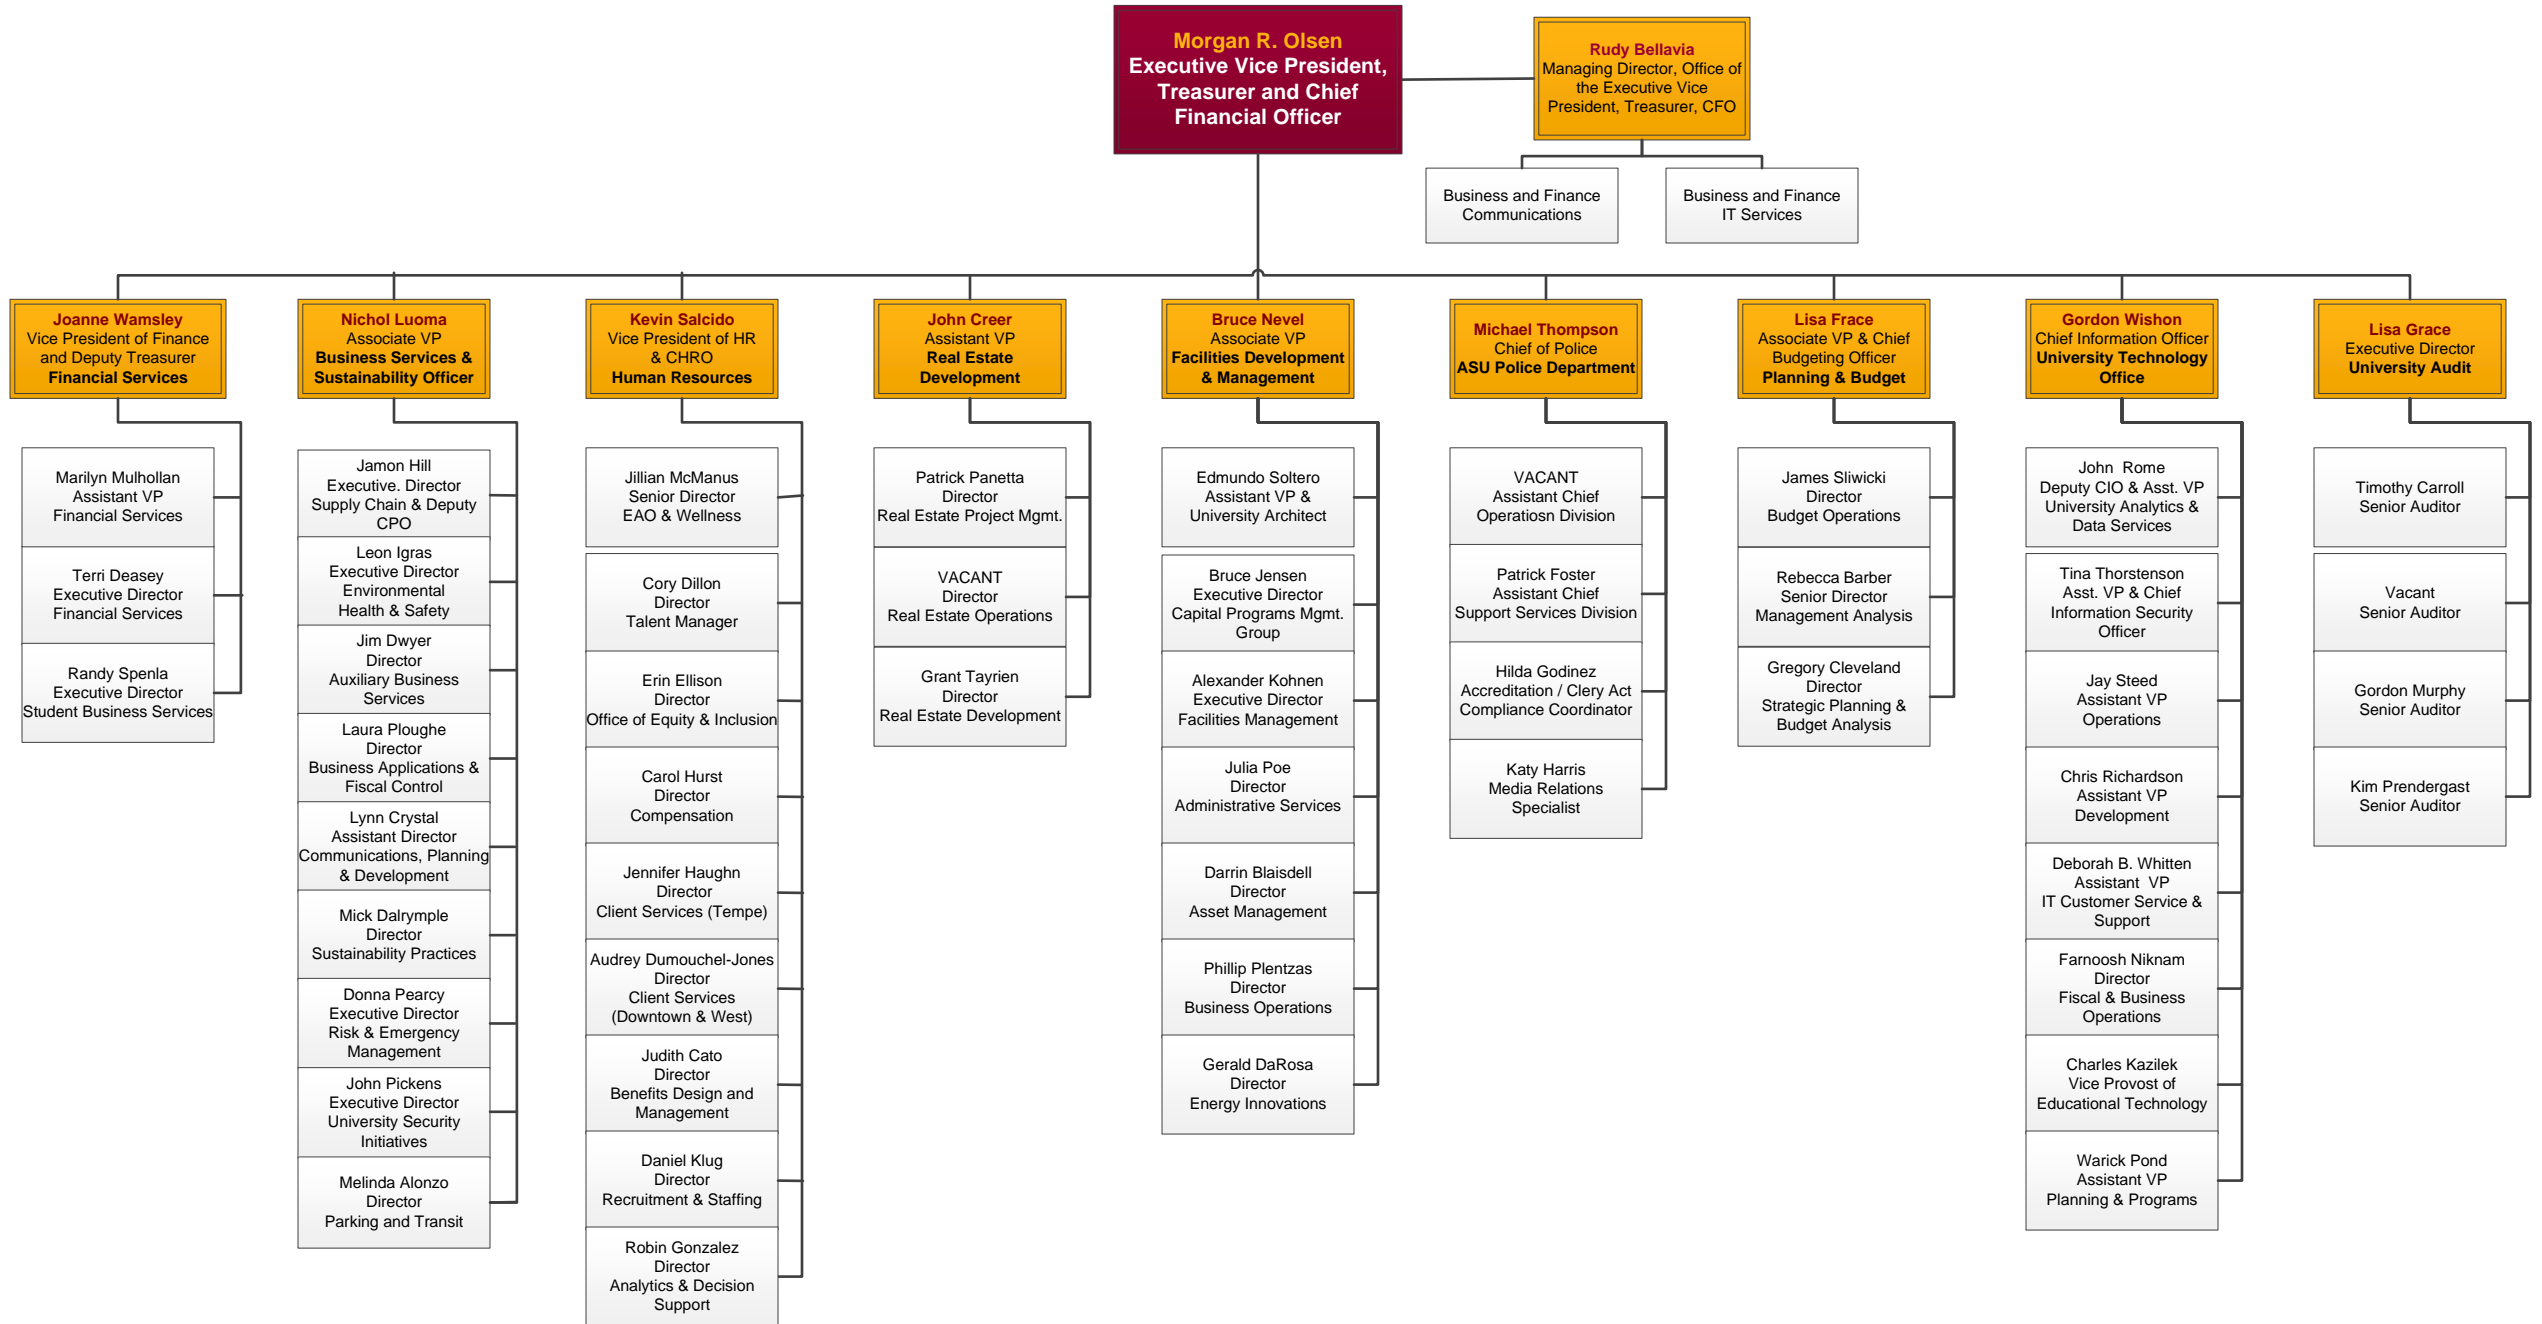 Morgan R. Olsen
Executive Vice President,
Treasurer and Chief
Financial Officer
Rudy Bellavia
Managing Director, Office of
the Executive Vice
President, Treasurer, CFO
Business and Finance
Communications
Business and Finance
IT Services
Joanne Wamsley
Vice President of Finance
and Deputy Treasurer
Financial Services
Marilyn Mulhollan
Assistant VP
Financial Services
Terri Deasey
Executive Director
Financial Services
Randy Spenla
Executive Director
Student Business Services
Nichol Luoma
Associate VP
Business Services &
Sustainability Officer
Jamon Hill
Executive. Director
Supply Chain & Deputy
CPO
Leon Igras
Executive Director
Environmental
Health & Safety
Jim Dwyer
Director
Auxiliary Business
Services
Laura Ploughe
Director
Business Applications &
Fiscal Control
Lynn Crystal
Assistant Director
Communications, Planning
& Development
Mick Dalrymple
Director
Sustainability Practices
Donna Pearcy
Executive Director
Risk & Emergency
Management
John Pickens
Executive Director
University Security
Initiatives
Melinda Alonzo
Director
Parking and Transit
Kevin Salcido
Vice President of HR
& CHRO
Human Resources
Jillian McManus
Senior Director
EAO & Wellness
Cory Dillon
Director
Talent Manager
Erin Ellison
Director
Office of Equity & Inclusion
Carol Hurst
Director
Compensation
Jennifer Haughn
Director
Client Services (Tempe)
Audrey Dumouchel-Jones
Director
Client Services
(Downtown & West)
Judith Cato
Director
Benefits Design and
Management
Daniel Klug
Director
Recruitment & Staffing
Robin Gonzalez
Director
Analytics & Decision
Support
John Creer
Assistant VP
Real Estate
Development
Patrick Panetta
Director
Real Estate Project Mgmt.
VACANT
Director
Real Estate Operations
Grant Tayrien
Director
Real Estate Development
Bruce Nevel
Associate VP
Facilities Development
& Management
Edmundo Soltero
Assistant VP &
University Architect
Bruce Jensen
Executive Director
Capital Programs Mgmt.
Group
Alexander Kohnen
Executive Director
Facilities Management
Julia Poe
Director
Administrative Services
Darrin Blaisdell
Director
Asset Management
Phillip Plentzas
Director
Business Operations
Gerald DaRosa
Director
Energy Innovations
Michael Thompson
Chief of Police
ASU Police Department
VACANT
Assistant Chief
Operatiosn Division
Patrick Foster
Assistant Chief
Support Services Division
Hilda Godinez
Accreditation / Clery Act
Compliance Coordinator
Katy Harris
Media Relations
Specialist
Lisa Frace
Associate VP & Chief
Budgeting Officer
Planning & Budget
James Sliwicki
Director
Budget Operations
Rebecca Barber
Senior Director
Management Analysis
Gregory Cleveland
Director
Strategic Planning &
Budget Analysis
Gordon Wishon
Chief Information Officer
University Technology
Office
John  Rome
Deputy CIO & Asst. VP
University Analytics &
Data Services
Tina Thorstenson
Asst. VP & Chief
Information Security
Officer
Jay Steed
Assistant VP
Operations
Chris Richardson
Assistant VP
Development
Deborah B. Whitten
Assistant  VP
IT Customer Service &
Support
Farnoosh Niknam
Director
Fiscal & Business
Operations
Charles Kazilek
Vice Provost of
Educational Technology
Warick Pond
Assistant VP
Planning & Programs
Lisa Grace
Executive Director
University Audit
Timothy Carroll
Senior Auditor
Vacant
Senior Auditor
Gordon Murphy
Senior Auditor
Kim Prendergast
Senior Auditor